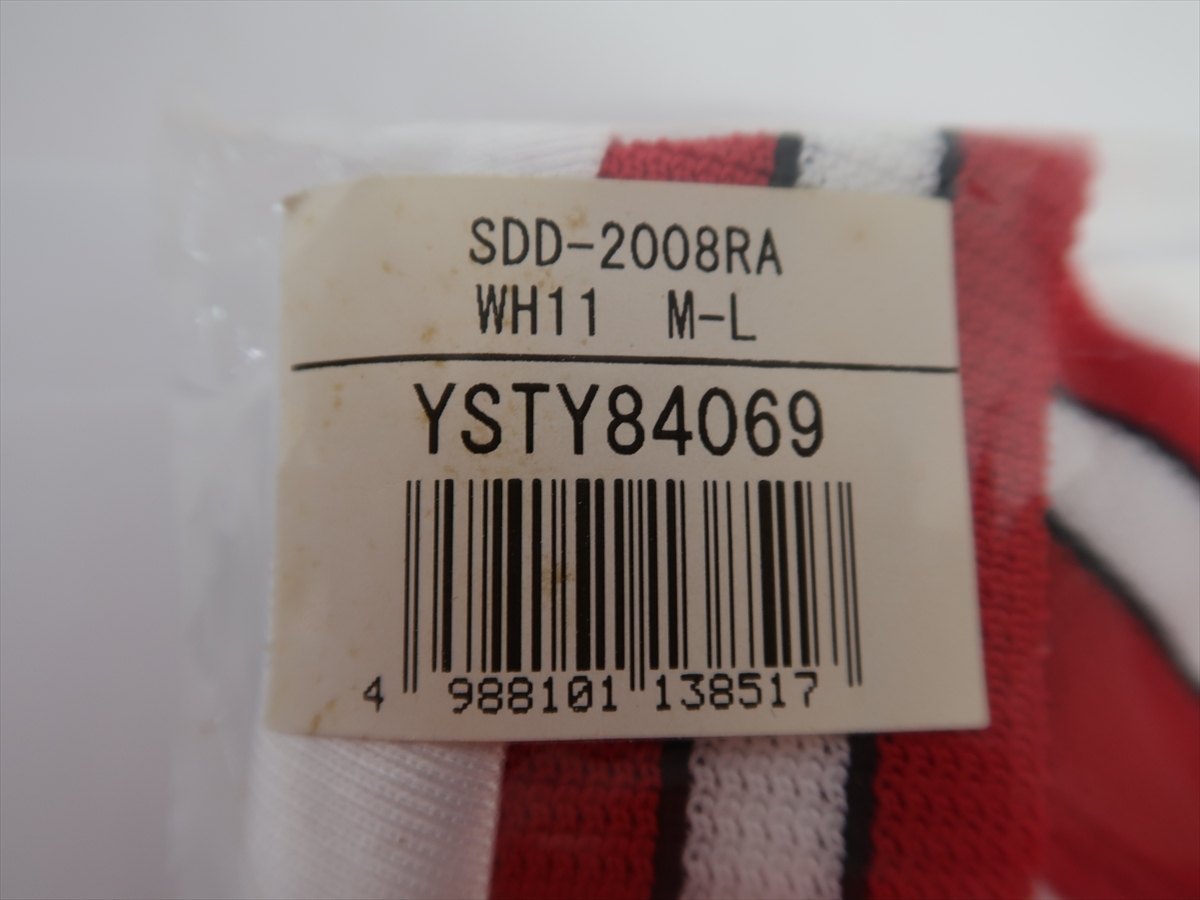 SDD-2008RA
WH11 M-L
YSTY84069
4 988101 138517